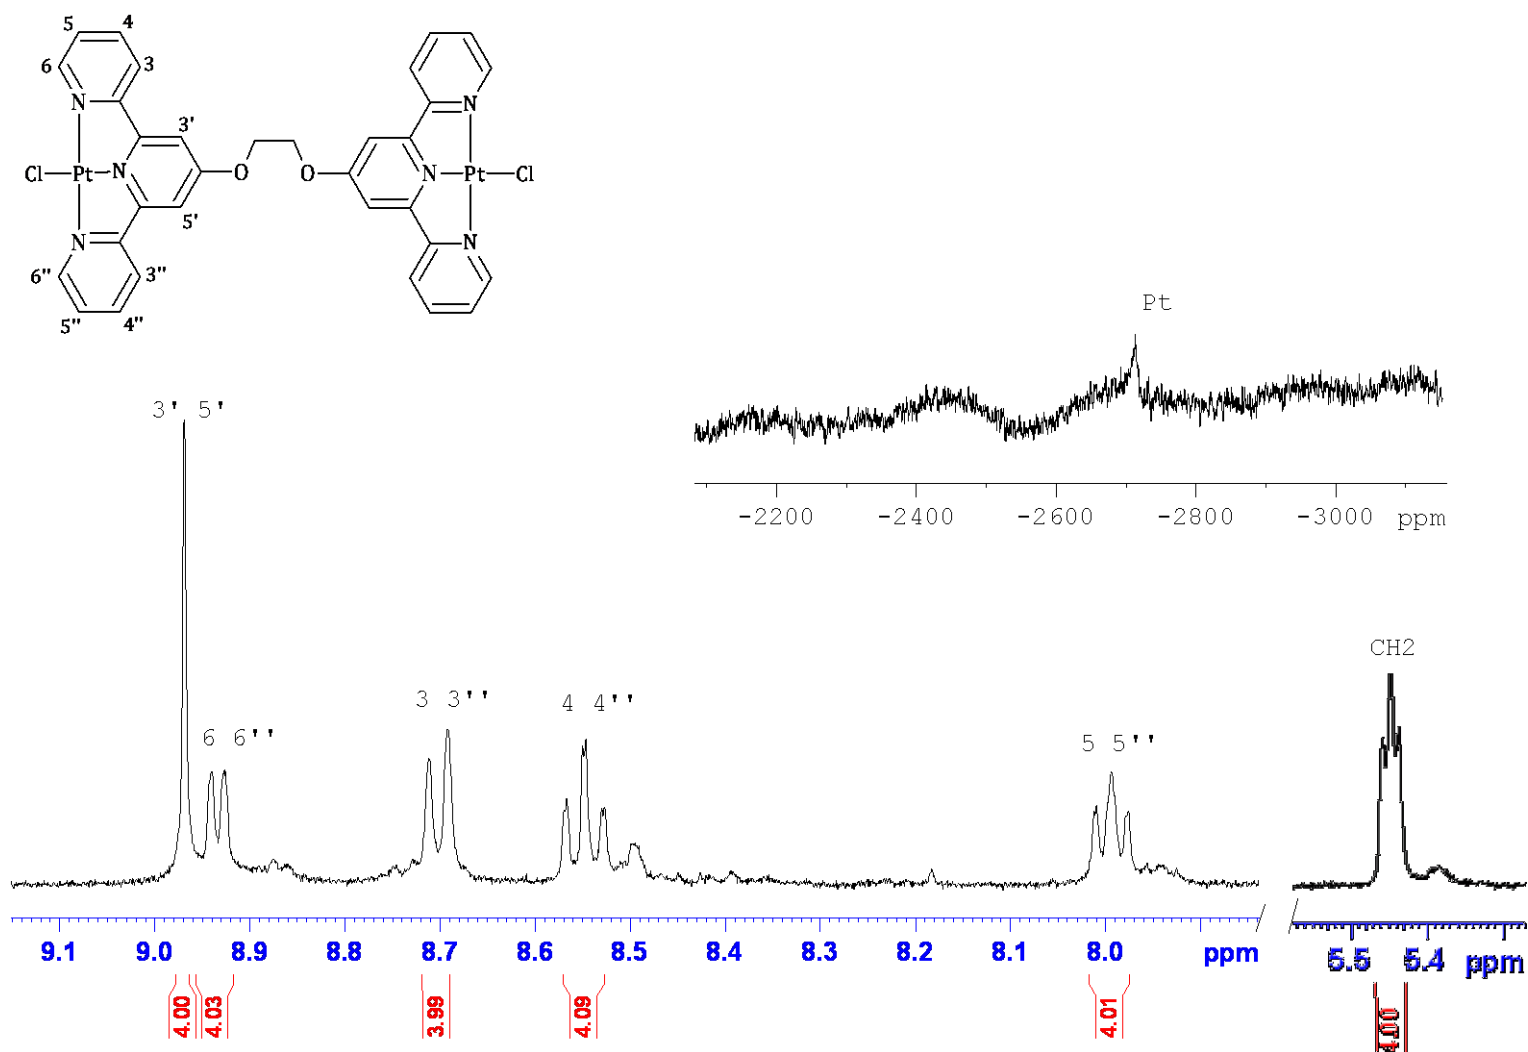 5 4
6 3
N N
3'
Cl Pt N O O N Pt Cl
5'
N N
6'' 3''
5'' 4''
Pt
-2200 -2400 -2600 -2800 -3000 ppm
3' 5'
6 6''
3 3''
4 4''
5 5''
CH2
9.1 9.0 8.9 8.8 8.7 8.6 8.5 8.4 8.3 8.2 8.1 8.0 ppm
5.5 5.4 ppm
4.00 4.03 3.99 4.09 4.01